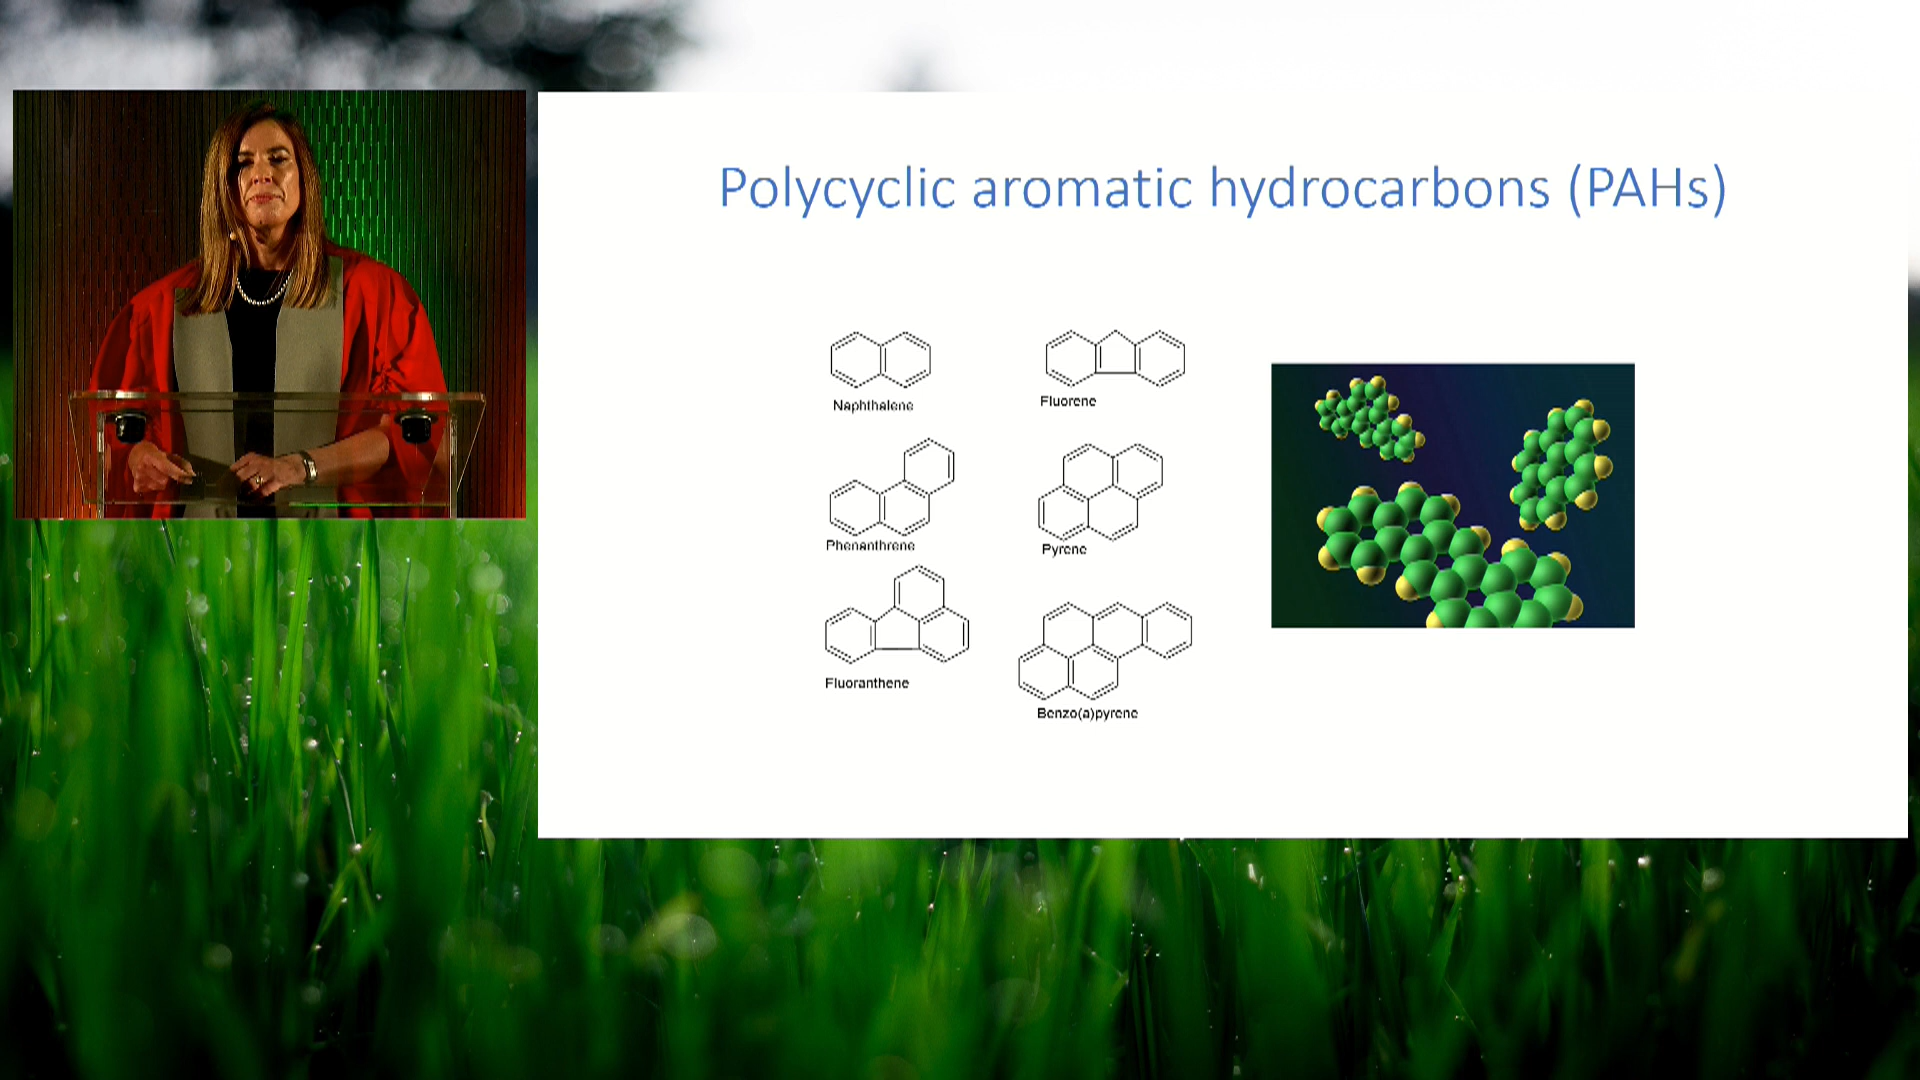 Polycyclic aromatic hydrocarbons (PAHs)
Naphthalene
Fluorene
Phenanthrene
Pyrene
Fluoranthene
Benzo(a)pyrene